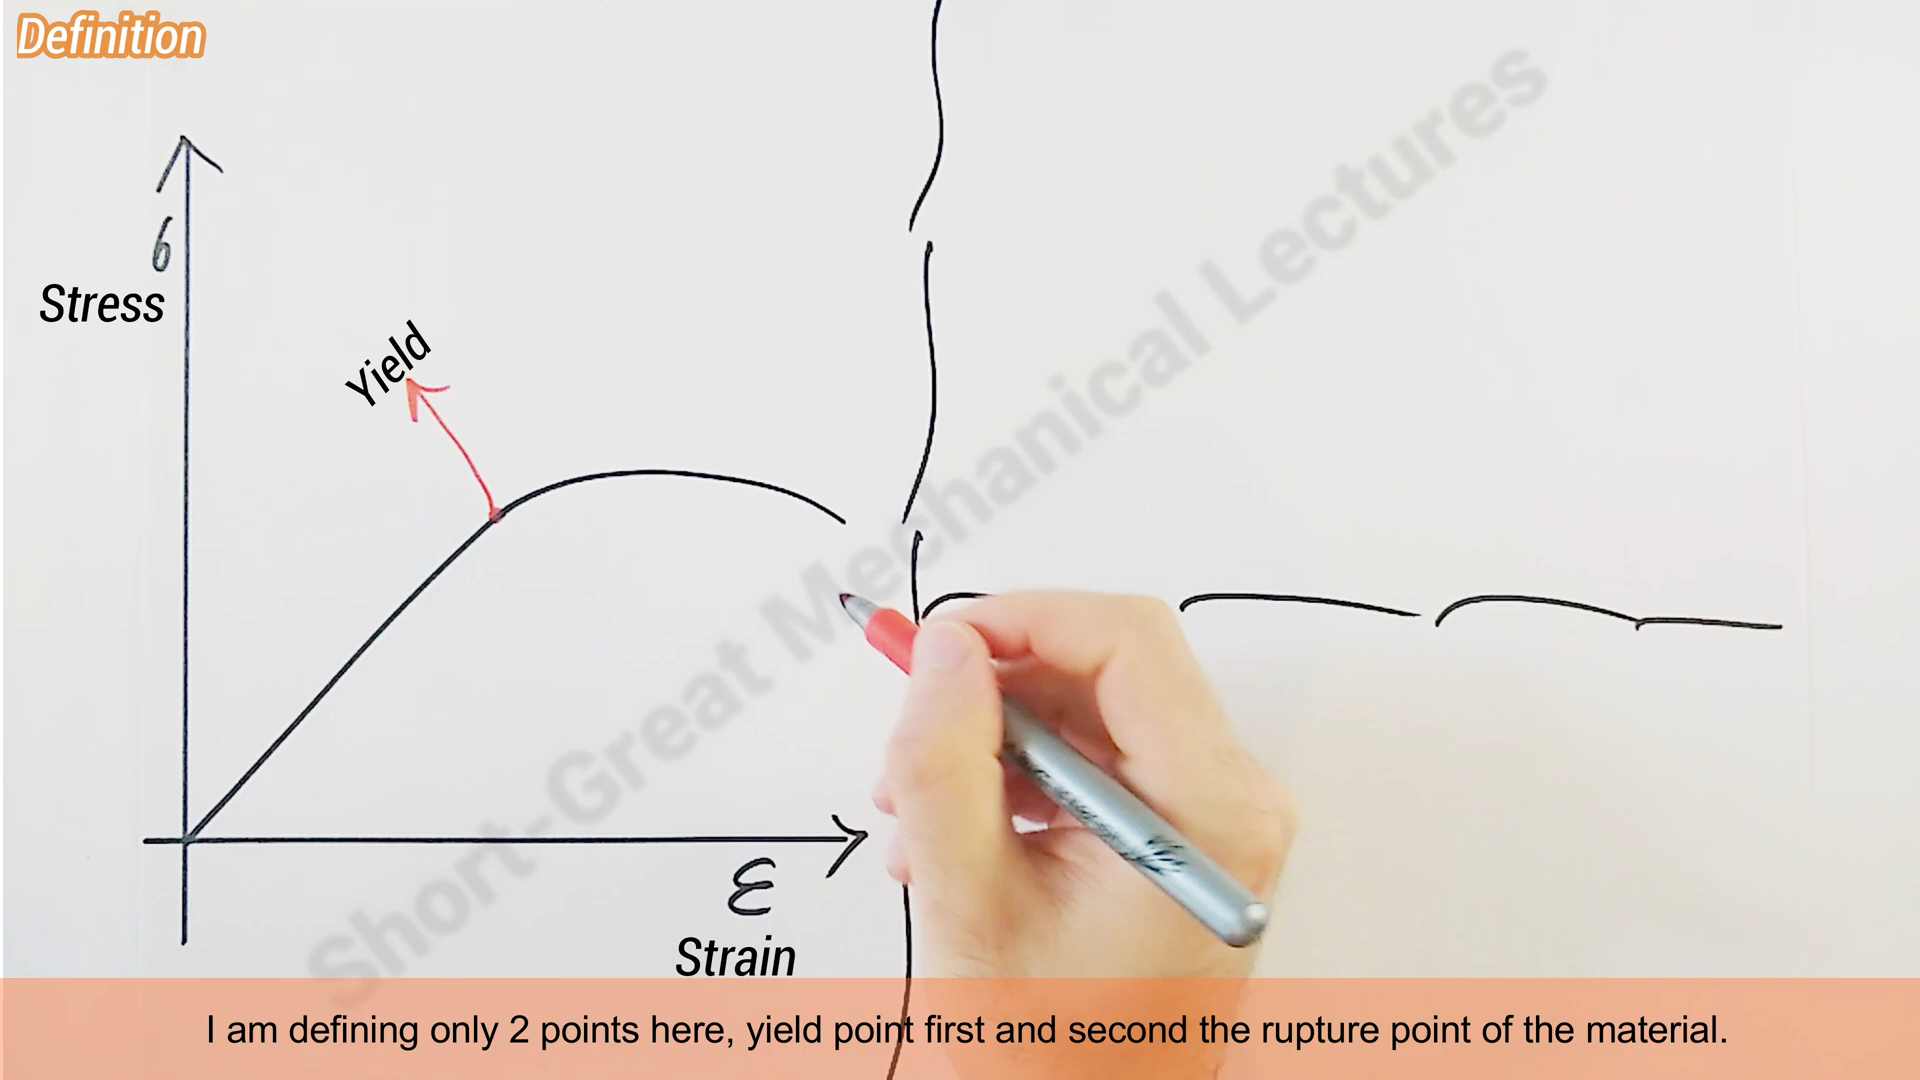 Definition
6
Stress
Yield
Short-Great Mechanical Lectures
ε
Strain
I am defining only 2 points here, yield point first and second the rupture point of the material.